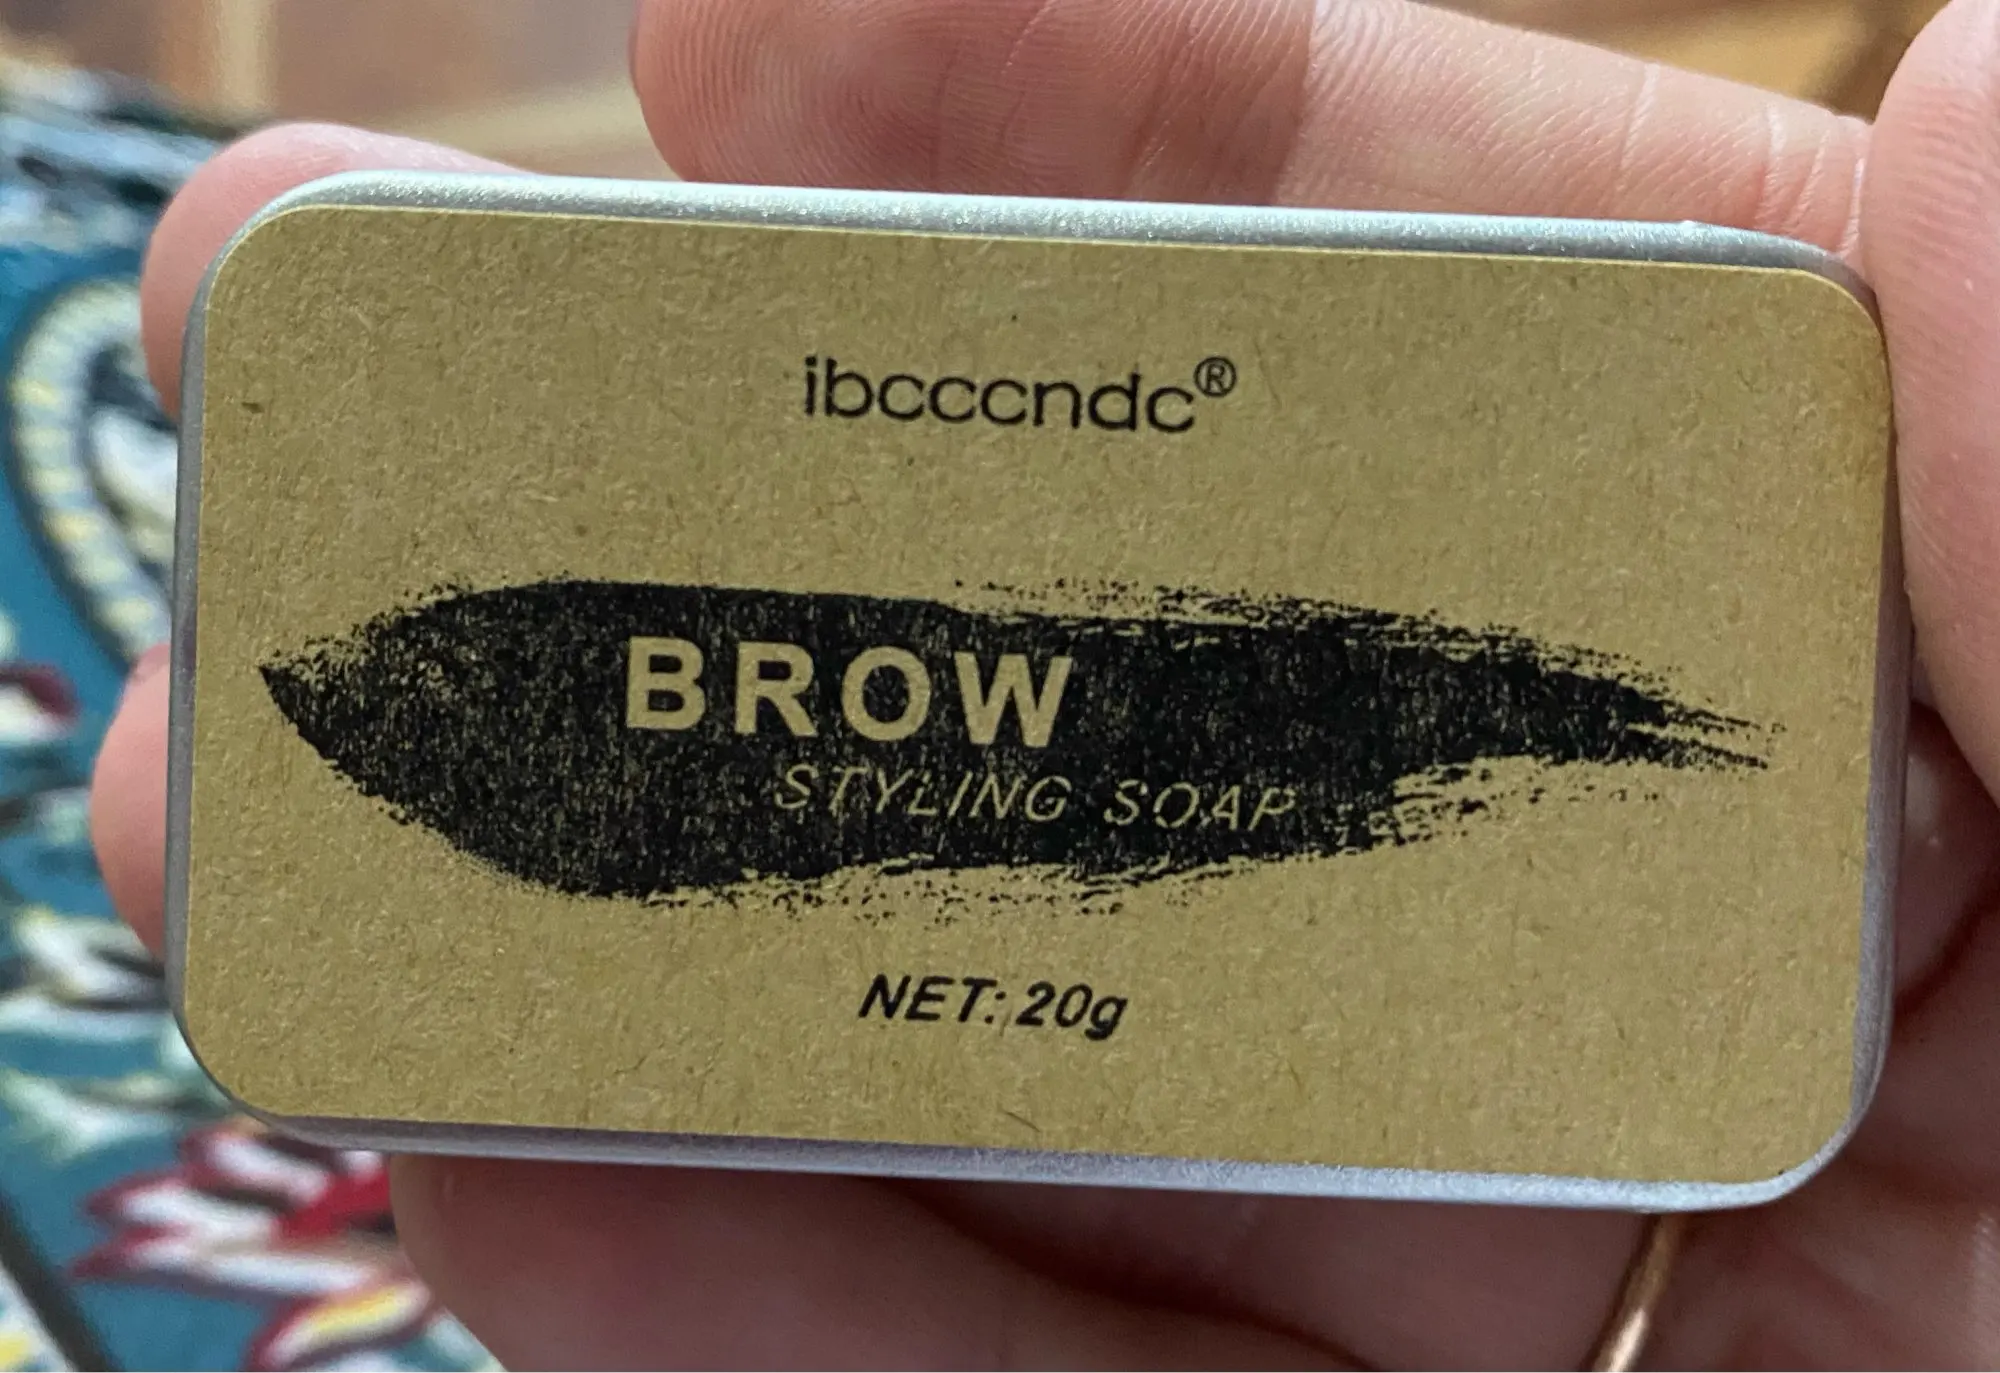 ibcccndc®
BROW
STYLING SOAP
NET: 20g